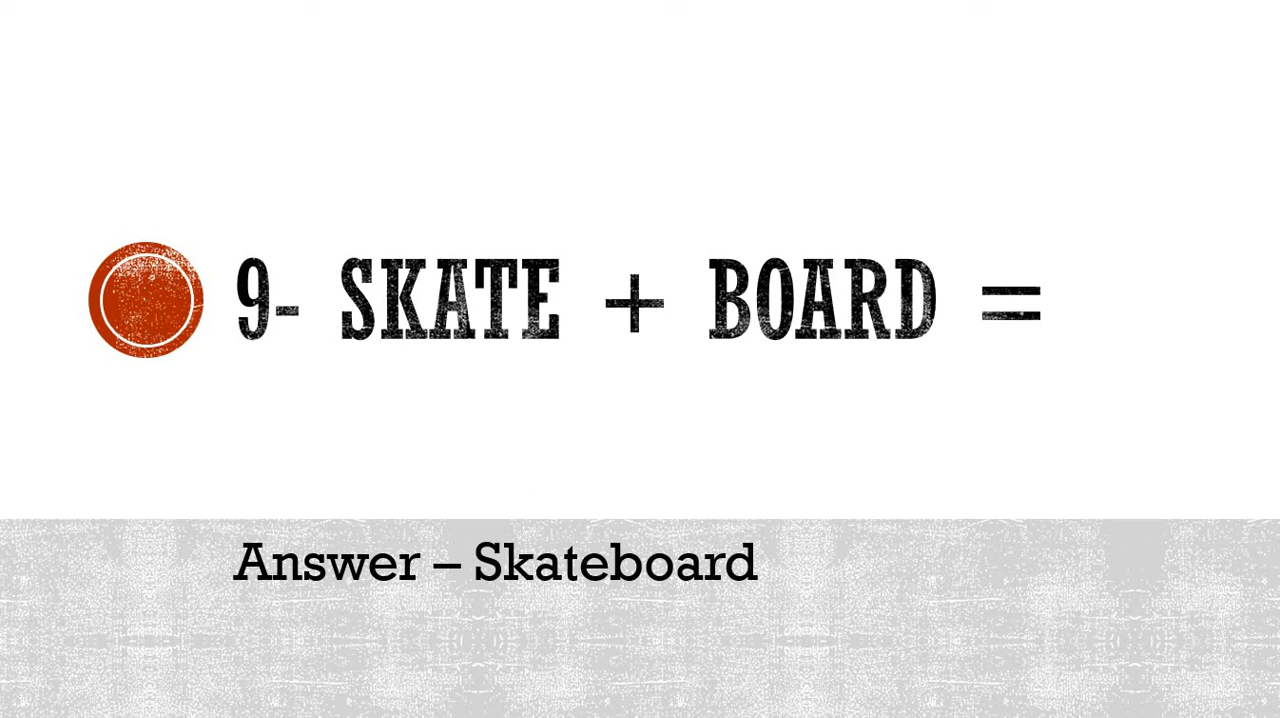 9- SKATE + BOARD =
Answer – Skateboard